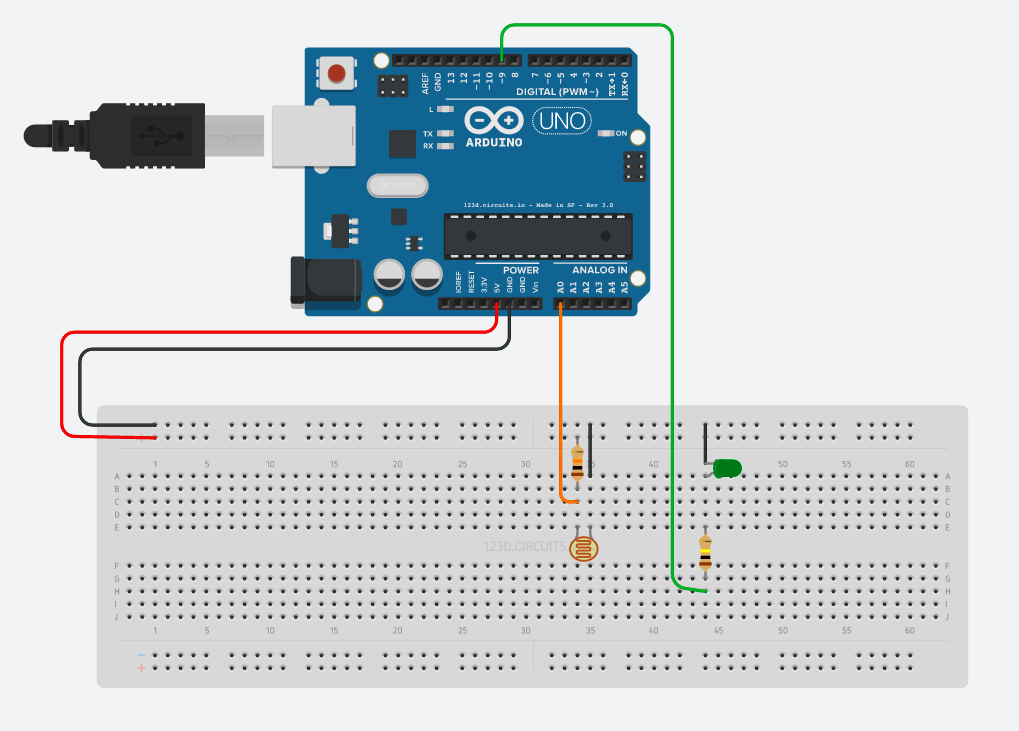 AREF GND 13 12 ~11 ~10 ~9 8 7 ~6 ~5 4 ~3 2 TX→1 RX←0
DIGITAL (PWM ~)
L
TX
RX
UNO
ARDUINO
ON
123d.circuits.io - Made in SF - Rev 3.0
POWER ANALOG IN
IOREF RESET 3.3V 5V GND GND Vin A0 A1 A2 A3 A4 A5
1 5 10 15 20 25 30 35 40 50 55 60
A A
B B
C C
D D
E E
123D.CIRCUITS
F F
G G
H H
I I
J J
1 5 10 15 20 25 30 35 40 45 50 55 60
-
+